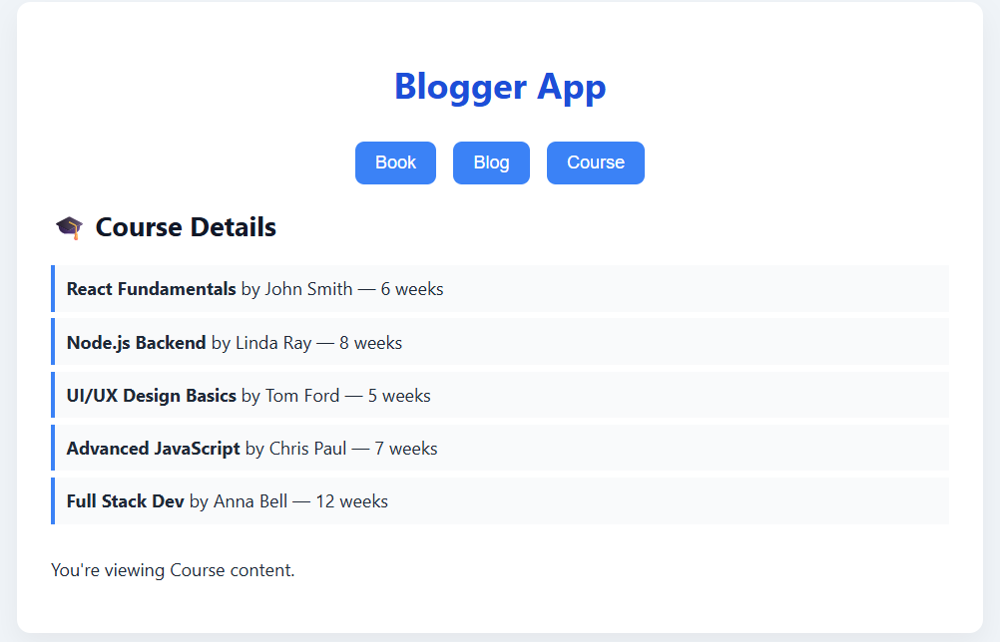 Blogger App
Book Blog Course
🎓 Course Details
React Fundamentals by John Smith — 6 weeks
Node.js Backend by Linda Ray — 8 weeks
UI/UX Design Basics by Tom Ford — 5 weeks
Advanced JavaScript by Chris Paul — 7 weeks
Full Stack Dev by Anna Bell — 12 weeks
You're viewing Course content.